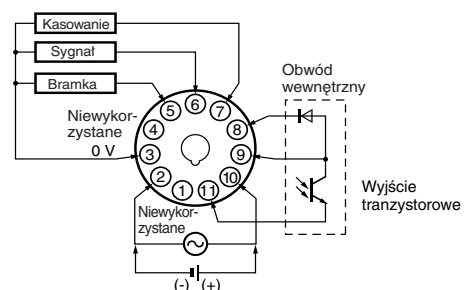 Kasowanie
Sygnał
Bramka
Obwód
wewnętrzny
Niewykor-
zystane
0 V
5
6
7
4
8
3
9
2
10
1
11
Wyjście
tranzystorowe
Niewykor-
zystane
(-)
(+)